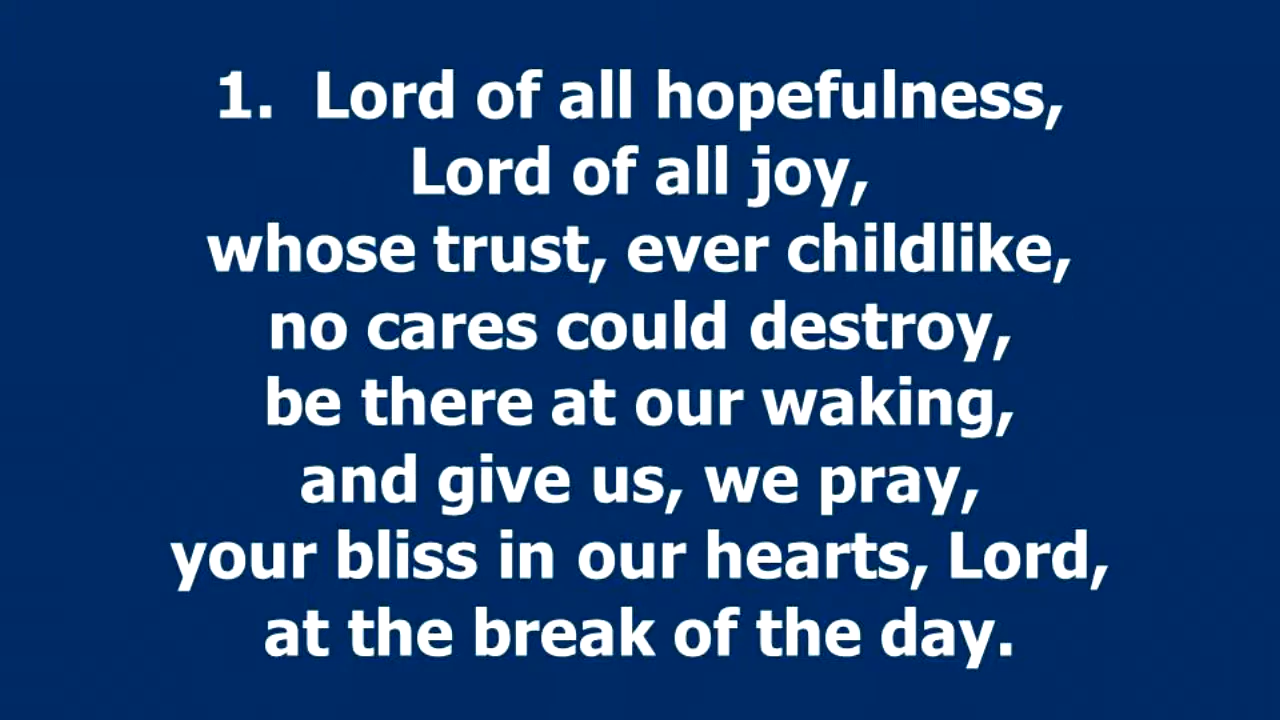 1.  Lord of all hopefulness,
Lord of all joy,
whose trust, ever childlike,
no cares could destroy,
be there at our waking,
and give us, we pray,
your bliss in our hearts, Lord,
at the break of the day.